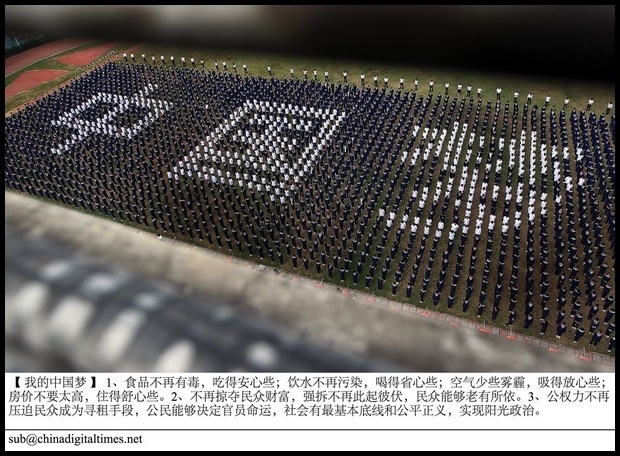 中国梦
【 我的中国梦 】 1、食品不再有毒，吃得安心些；饮水不再污染，喝得省心些；空气少些雾霾，吸得放心些；
房价不要太高，住得舒心些。2、不再掠夺民众财富，强拆不再此起彼伏，民众能够老有所依。3、公权力不再
压迫民众成为寻租手段，公民能够决定官员命运，社会有最基本底线和公平正义，实现阳光政治。
sub@chinadigitaltimes.net